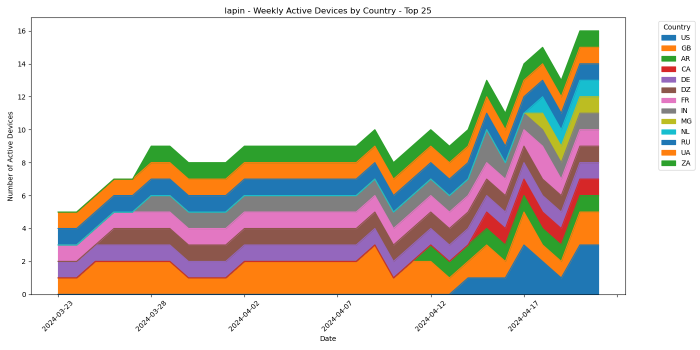 lapin - Weekly Active Devices by Country - Top 25
Number of Active Devices
16
14
12
10
8
6
4
2
0
2024-03-23
2024-03-28
2024-04-02
2024-04-07
2024-04-12
2024-04-17
Date
Country
US
GB
AR
CA
DE
DZ
FR
IN
MG
NL
RU
UA
ZA